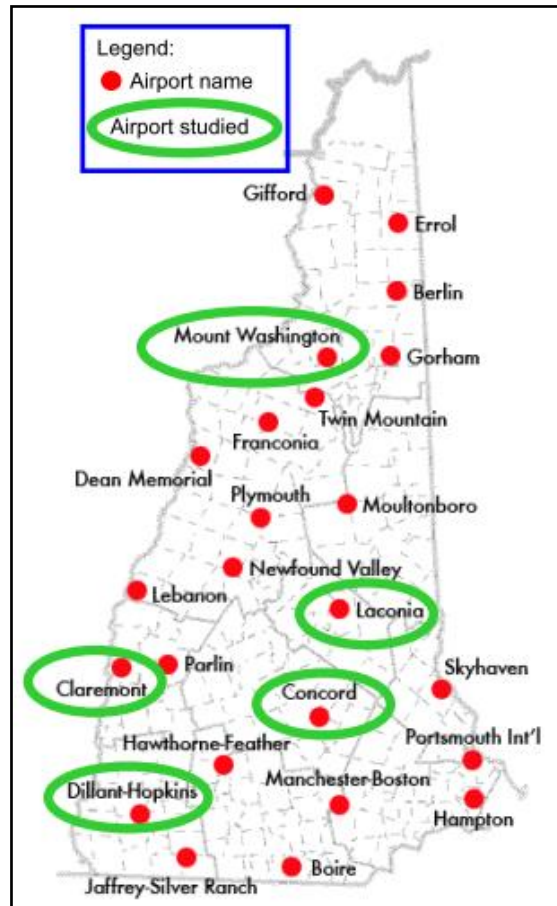 Legend:
Airport name
Airport studied
Gifford
Errol
Berlin
Mount Washington
Gorham
Twin Mountain
Franconia
Dean Memorial
Plymouth
Moultonboro
Newfound Valley
Lebanon
Laconia
Parlin
Claremont
Skyhaven
Concord
Portsmouth Int'l
Hawthorne-Feather
Manchester-Boston
Dillant-Hopkins
Hampton
Boire
Jaffrey-Silver Ranch